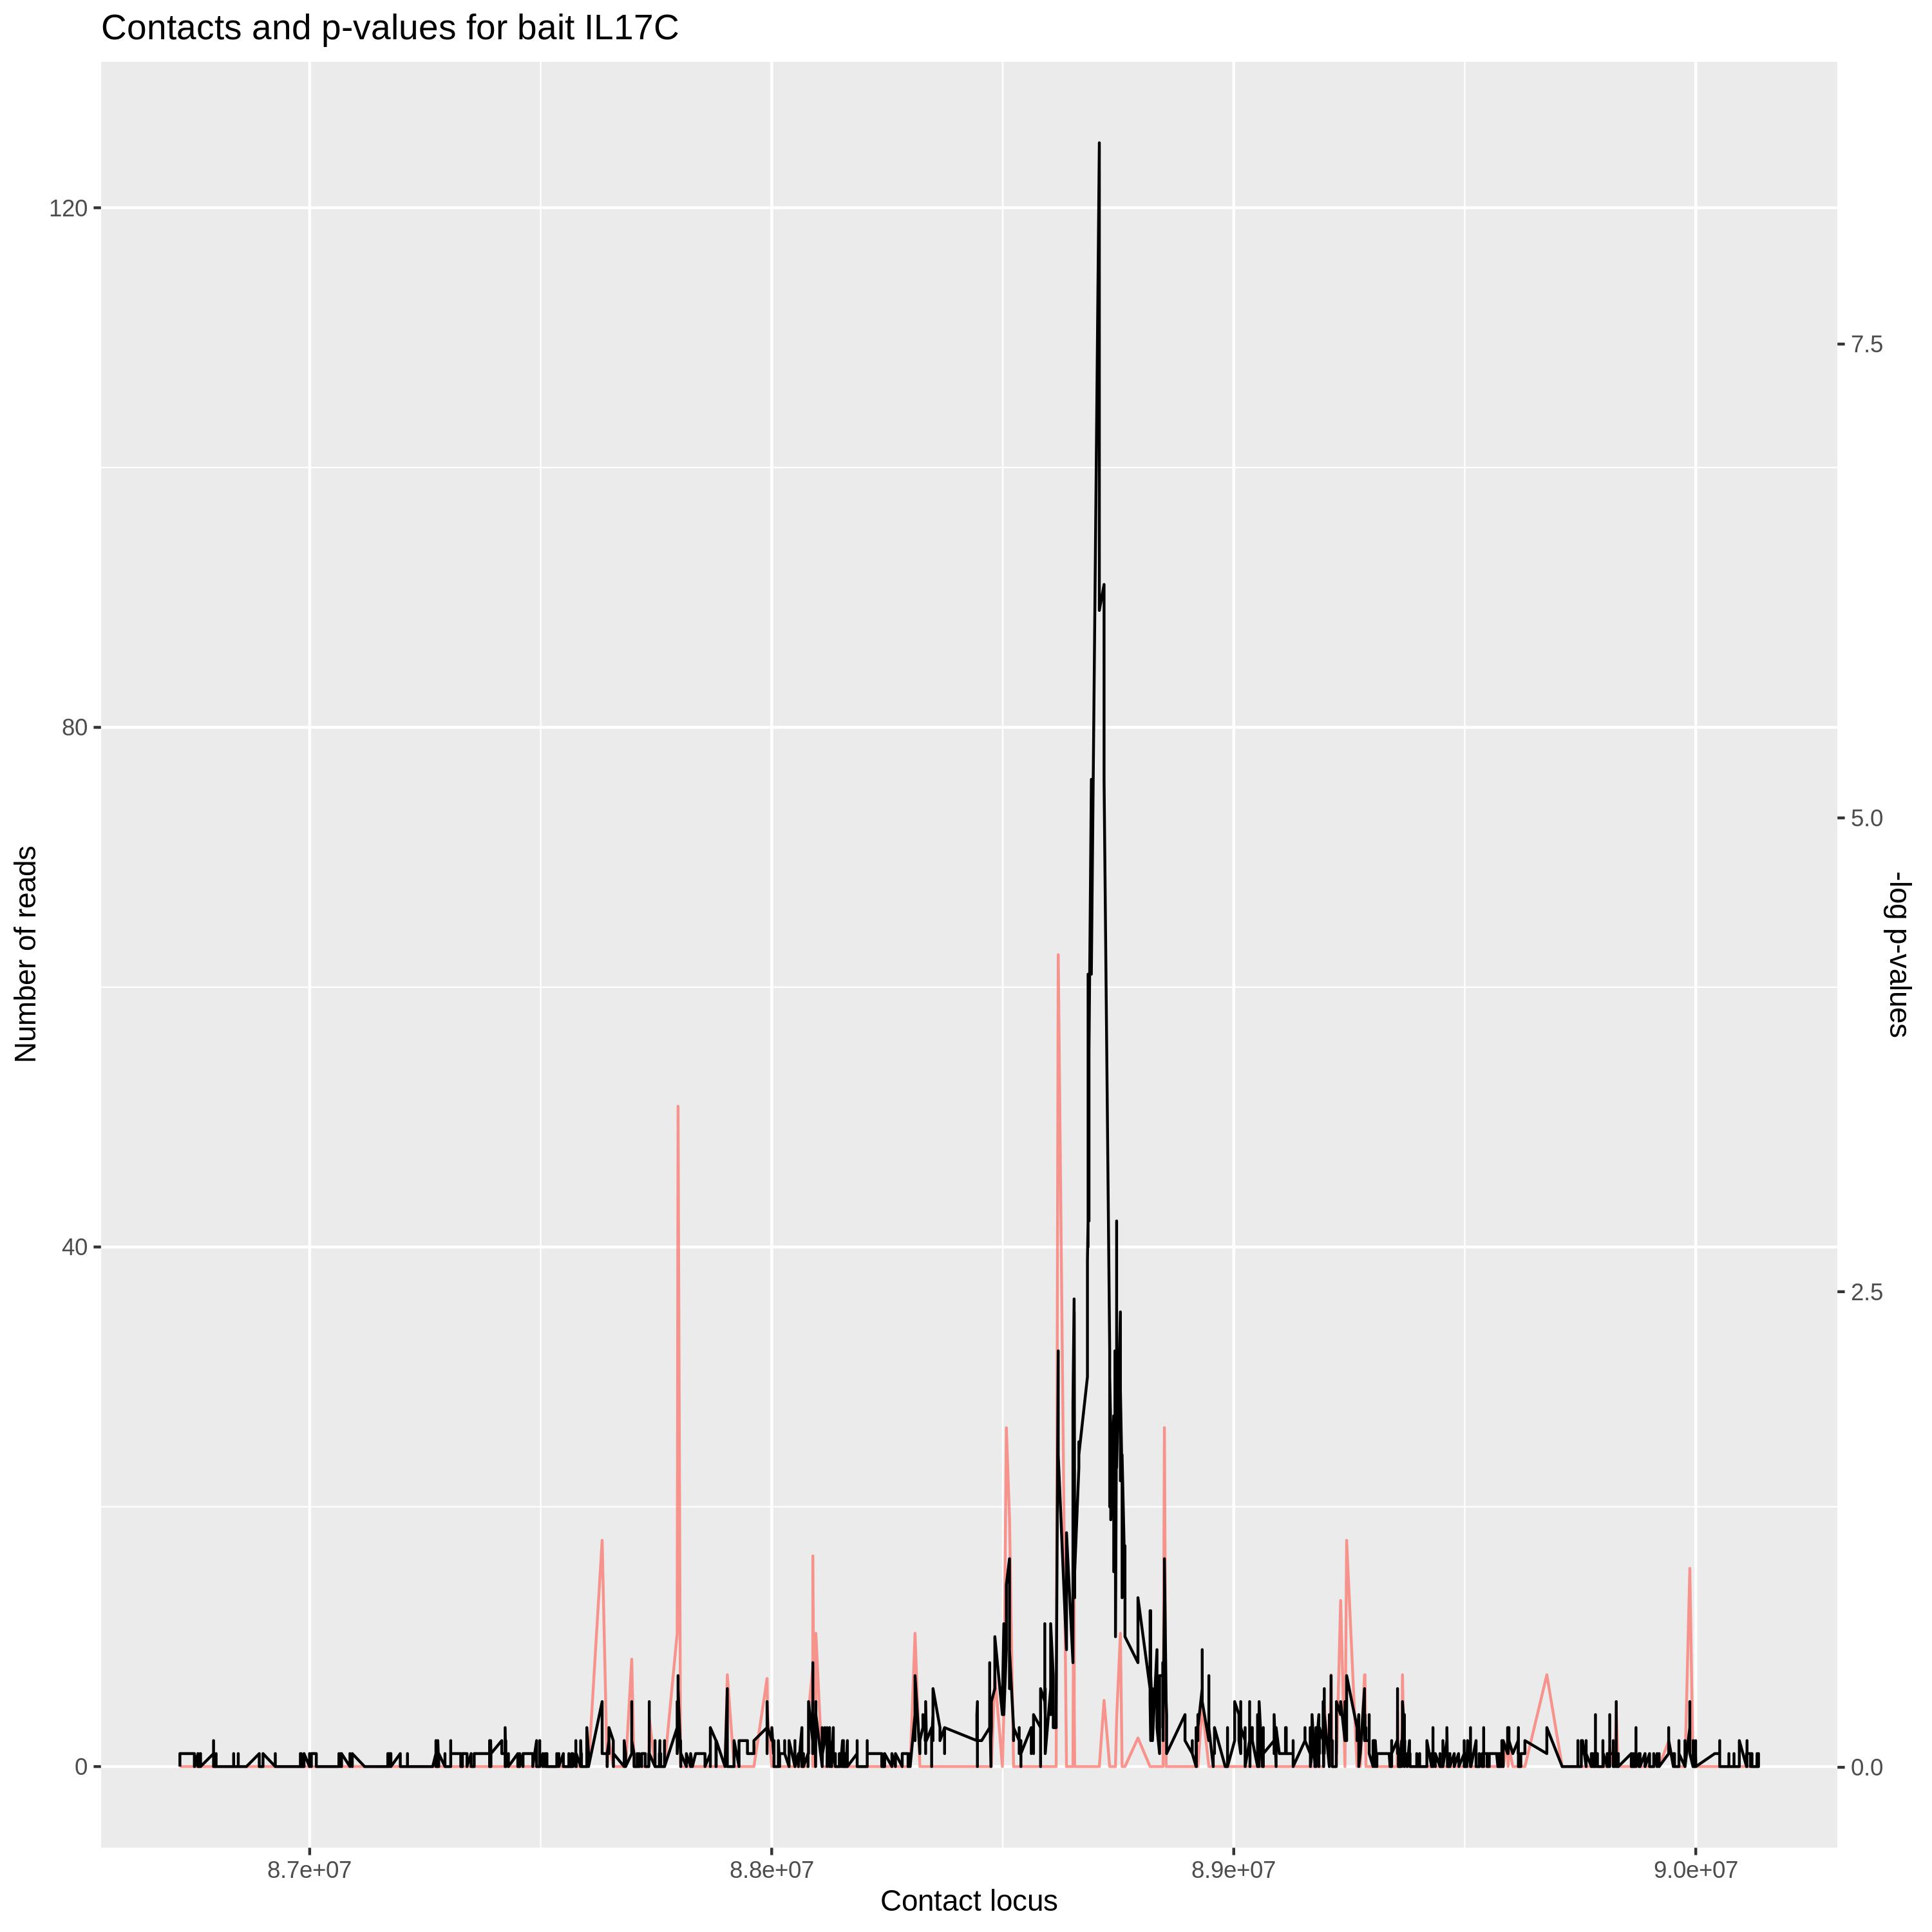 Contacts and p-values for bait IL17C
120
80
40
0
7.5
5.0
2.5
0.0
Number of reads
-log p-values
8.7e+07
8.8e+07
8.9e+07
9.0e+07
Contact locus